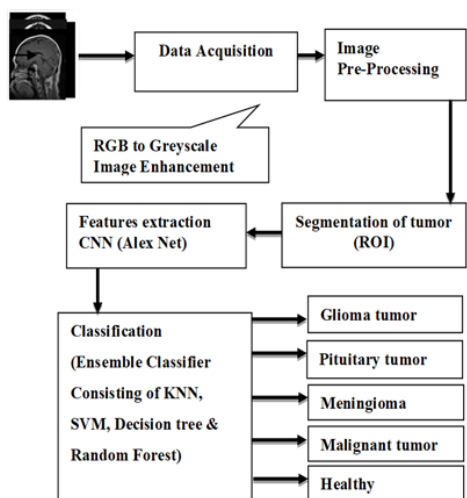 Data Acquisition
Image
Pre-Processing
RGB to Greyscale
Image Enhancement
Segmentation of tumor
(ROI)
Features extraction
CNN (Alex Net)
Classification
(Ensemble Classifier
Consisting of KNN,
SVM, Decision tree &
Random Forest)
Glioma tumor
Pituitary tumor
Meningioma
Malignant tumor
Healthy